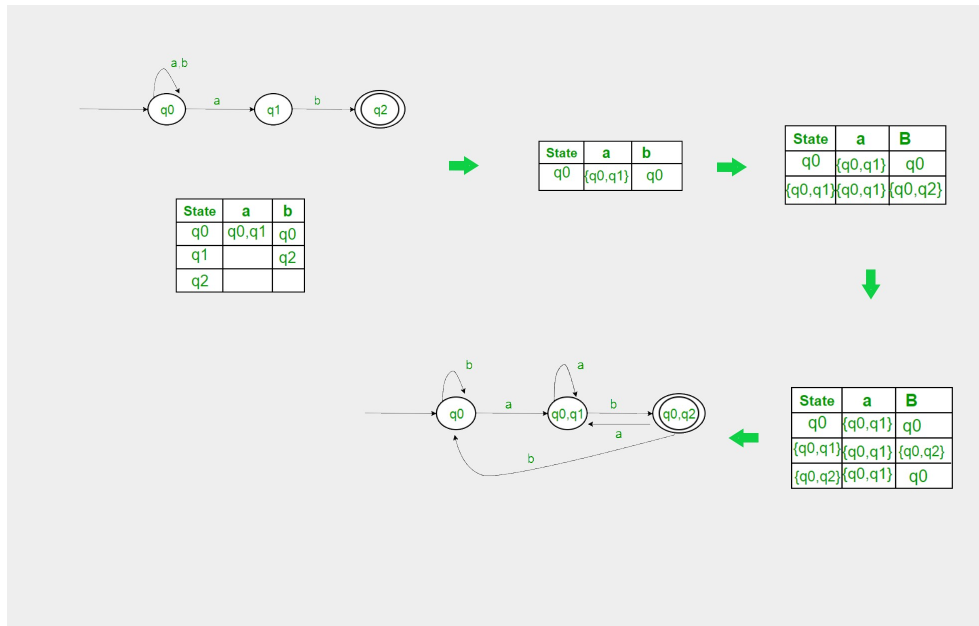 a,b
q0 a q1 b q2
State a b
q0 q0,q1 q0
q1 q2
q2
State a b
q0 {q0,q1} q0
State a B
q0 {q0,q1} q0
{q0,q1} {q0,q1} {q0,q2}
State a B
q0 {q0,q1} q0
{q0,q1} {q0,q1} {q0,q2}
{q0,q2} {q0,q1} q0
b a
q0 a q0,q1 b q0,q2
a
b